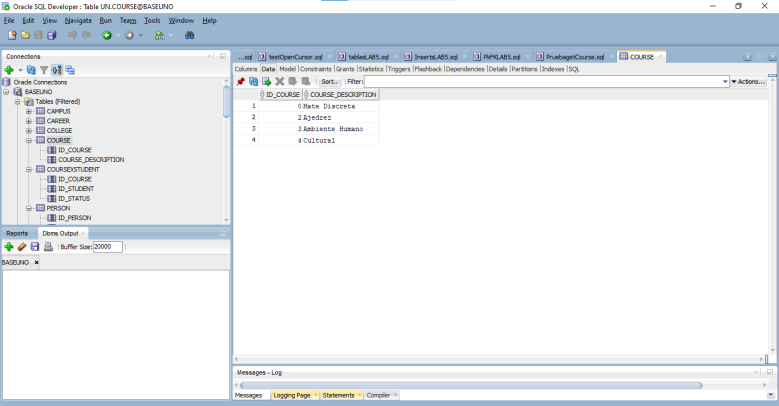 Oracle SQL Developer : Table UN.COURSE@BASEUNO
File Edit View Navigate Run Team Tools Window Help
Connections
Oracle Connections
BASEUNO
Tables (Filtered)
CAMPUS
CAREER
COLLEGE
COURSE
ID_COURSE
COURSE_DESCRIPTION
COURSEXSTUDENT
ID_COURSE
ID_STUDENT
ID_STATUS
PERSON
ID_PERSON
Reports Dbms Output
Buffer Size: 20000
BASEUNO
...sql testOpenCursor.sql tablasLAB5.sql InsertsLAB5.sql PkFKLAB5.sql PruebagetCourse.sql COURSE
Columns Data Model Constraints Grants Statistics Triggers Flashback Dependencies Details Partitions Indexes SQL
Sort.. Filter: Actions...
ID_COURSE COURSE_DESCRIPTION
1 0 Mate Discreta
2 2 Ajedrez
3 3 Ambiente Humano
4 4 Cultural
Messages - Log
Messages Logging Page Statements Compiler